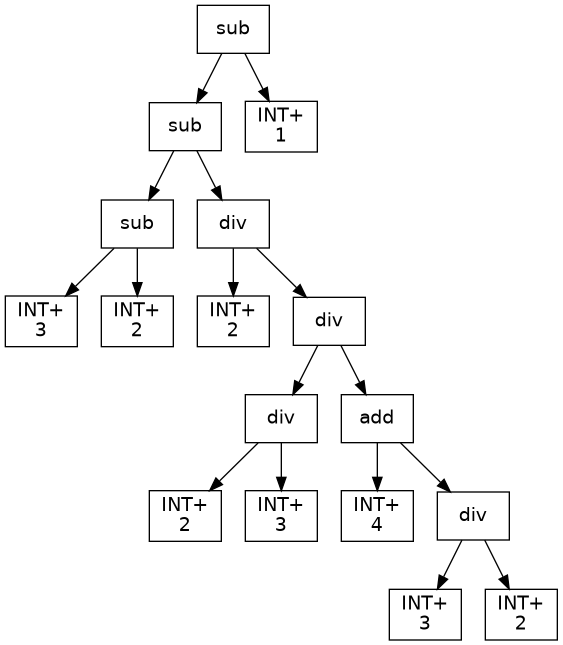 sub
sub
INT+
1
sub
div
INT+
3
INT+
2
INT+
2
div
div
add
INT+
2
INT+
3
INT+
4
div
INT+
3
INT+
2